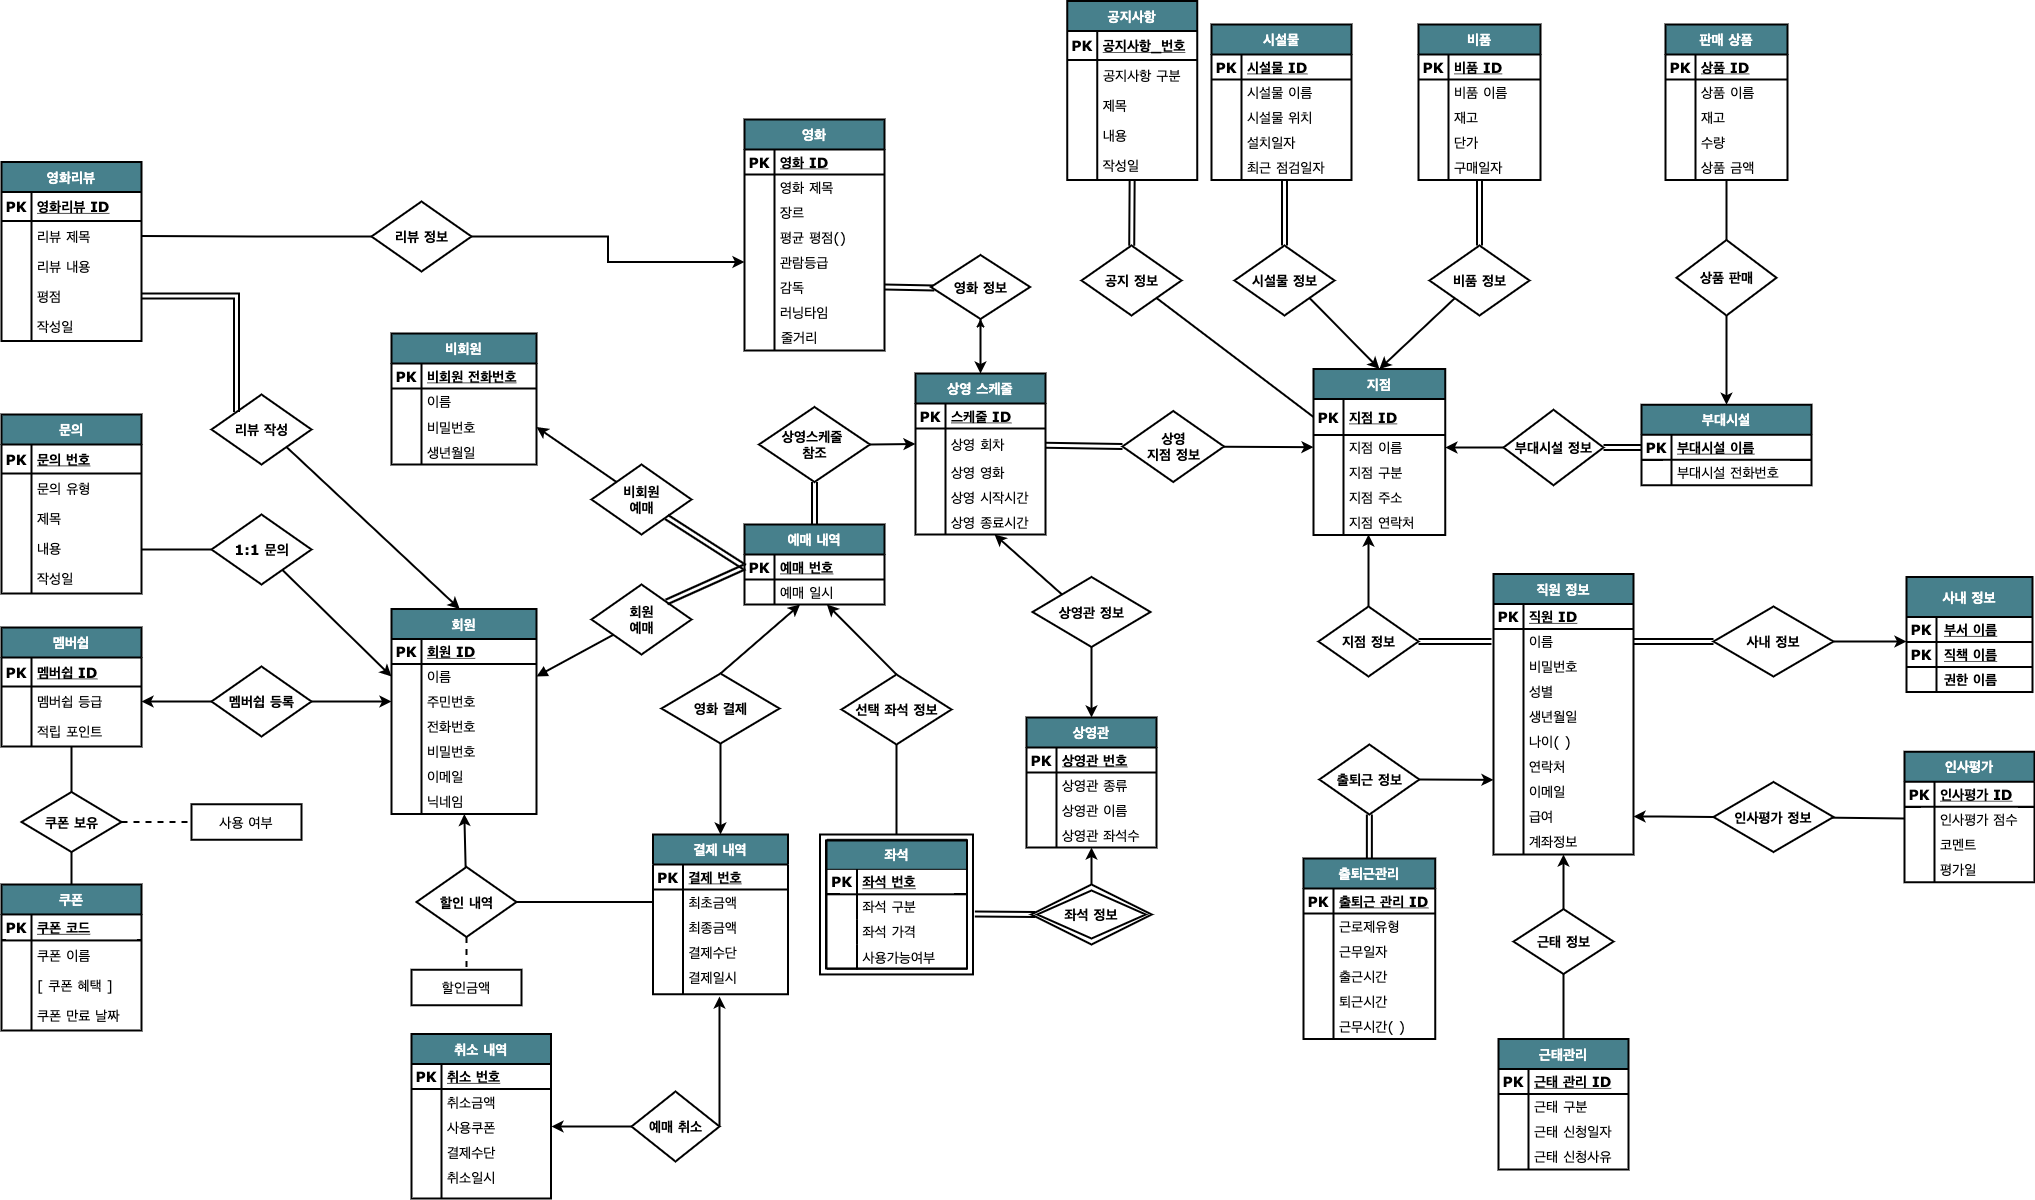 공지사항
PK 공지사항_번호
공지사항 구분
제목
내용
작성일
시설물
PK 시설물 ID
시설물 이름
시설물 위치
설치일자
최근 점검일자
비품
PK 비품 ID
비품 이름
재고
단가
구매일자
판매 상품
PK 상품 ID
상품 이름
재고
수량
상품 금액
영화
PK 영화 ID
영화 제목
장르
평균 평점()
관람등급
감독
러닝타임
줄거리
영화리뷰
PK 영화리뷰 ID
리뷰 제목
리뷰 내용
평점
작성일
리뷰 정보
영화 정보
공지 정보
시설물 정보
비품 정보
상품 판매
비회원
PK 비회원 전화번호
이름
비밀번호
생년월일
리뷰 작성
상영스케줄
참조
상영 스케줄
PK 스케줄 ID
상영 회차
상영 영화
상영 시작시간
상영 종료시간
상영
지점 정보
지점
PK 지점 ID
지점 이름
지점 구분
지점 주소
지점 연락처
부대시설 정보
부대시설
PK 부대시설 이름
부대시설 전화번호
문의
PK 문의 번호
문의 유형
제목
내용
작성일
1:1 문의
비회원
예매
회원
예매
예매 내역
PK 예매 번호
예매 일시
멤버쉽
PK 멤버쉽 ID
멤버쉽 등급
적립 포인트
멤버쉽 등록
회원
PK 회원 ID
이름
주민번호
전화번호
비밀번호
이메일
닉네임
영화 결제
선택 좌석 정보
상영관 정보
지점 정보
직원 정보
PK 직원 ID
이름
비밀번호
성별
생년월일
나이( )
연락처
이메일
급여
계좌정보
사내 정보
사내 정보
PK 부서 이름
PK 직책 이름
권한 이름
상영관
PK 상영관 번호
상영관 종류
상영관 이름
상영관 좌석수
출퇴근 정보
인사평가 정보
인사평가
PK 인사평가 ID
인사평가 점수
코멘트
평가일
쿠폰 보유
사용 여부
쿠폰
PK 쿠폰 코드
쿠폰 이름
[ 쿠폰 혜택 ]
쿠폰 만료 날짜
할인 내역
할인금액
결제 내역
PK 결제 번호
최초금액
최종금액
결제수단
결제일시
좌석
PK 좌석 번호
좌석 구분
좌석 가격
사용가능여부
좌석 정보
출퇴근관리
PK 출퇴근 관리 ID
근로제유형
근무일자
출근시간
퇴근시간
근무시간( )
근태 정보
취소 내역
PK 취소 번호
취소금액
사용쿠폰
결제수단
취소일시
예매 취소
근태관리
PK 근태 관리 ID
근태 구분
근태 신청일자
근태 신청사유